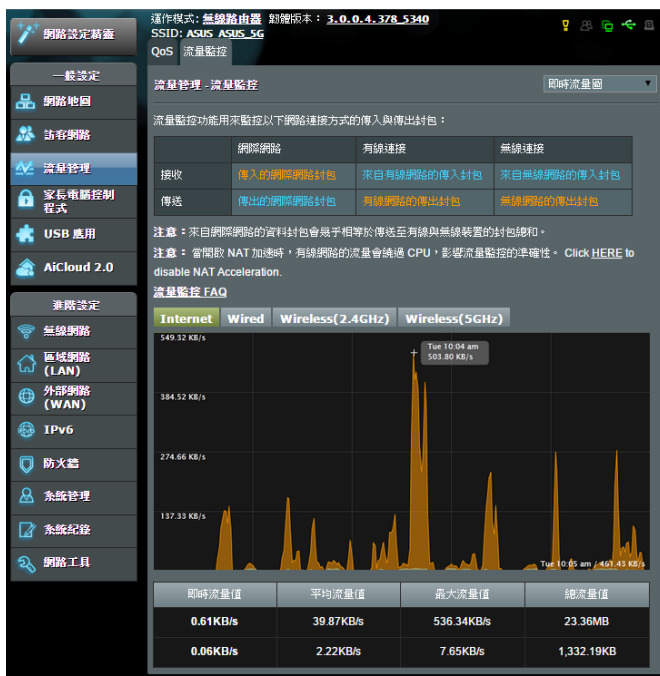 運作模式: 無線路由器 韌體版本: 3.0.0.4.378_5340
SSID: ASUS ASUS_5G
網路設定精靈
一般設定
網路地圖
訪客網路
流量管理
家長電腦控制
程式
USB 應用
AiCloud 2.0
進階設定
無線網路
區域網路
(LAN)
外部網路
(WAN)
IPv6
防火牆
系統管理
系統紀錄
網路工具
QoS 流量監控
流量管理 - 流量監控
即時流量圖
流量監控功能用來監控以下網路連接方式的傳入與傳出封包：
網際網路 有線連接 無線連接
接收 傳入的網際網路封包 來自有線網路的傳入封包 來自無線網路的傳入封包
傳送 傳出的網際網路封包 有線網路的傳出封包 無線網路的傳出封包
注意：來自網際網路的資料封包會幾乎相等於傳送至有線與無線裝置的封包總和。
注意： 當開啟 NAT 加速時，有線網路的流量會繞過 CPU，影響流量監控的準確性。 Click HERE to
disable NAT Acceleration.
流量監控 FAQ
Internet Wired Wireless(2.4GHz) Wireless(5GHz)
549.32 KB/s
Tue 10:04 am
503.80 KB/s
384.52 KB/s
274.66 KB/s
137.33 KB/s
Tue 10:05 am / 461.43 KB/s
即時流量值 平均流量值 最大流量值 總流量值
0.61KB/s 39.87KB/s 536.34KB/s 23.36MB
0.06KB/s 2.22KB/s 7.65KB/s 1,332.19KB